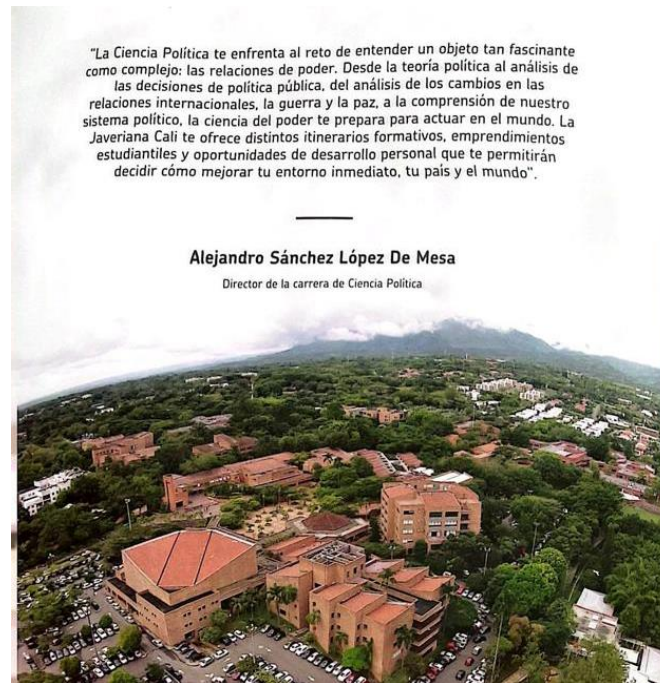 "La Ciencia Política te enfrenta al reto de entender un objeto tan fascinante
como complejo: las relaciones de poder. Desde la teoría política al análisis de
las decisiones de política pública, del análisis de los cambios en las
relaciones internacionales, la guerra y la paz, a la comprensión de nuestro
sistema político, la ciencia del poder te prepara para actuar en el mundo. La
Javeriana Cali te ofrece distintos itinerarios formativos, emprendimientos
estudiantiles y oportunidades de desarrollo personal que te permitirán
decidir cómo mejorar tu entorno inmediato, tu país y el mundo".
Alejandro Sánchez López De Mesa
Director de la carrera de Ciencia Política